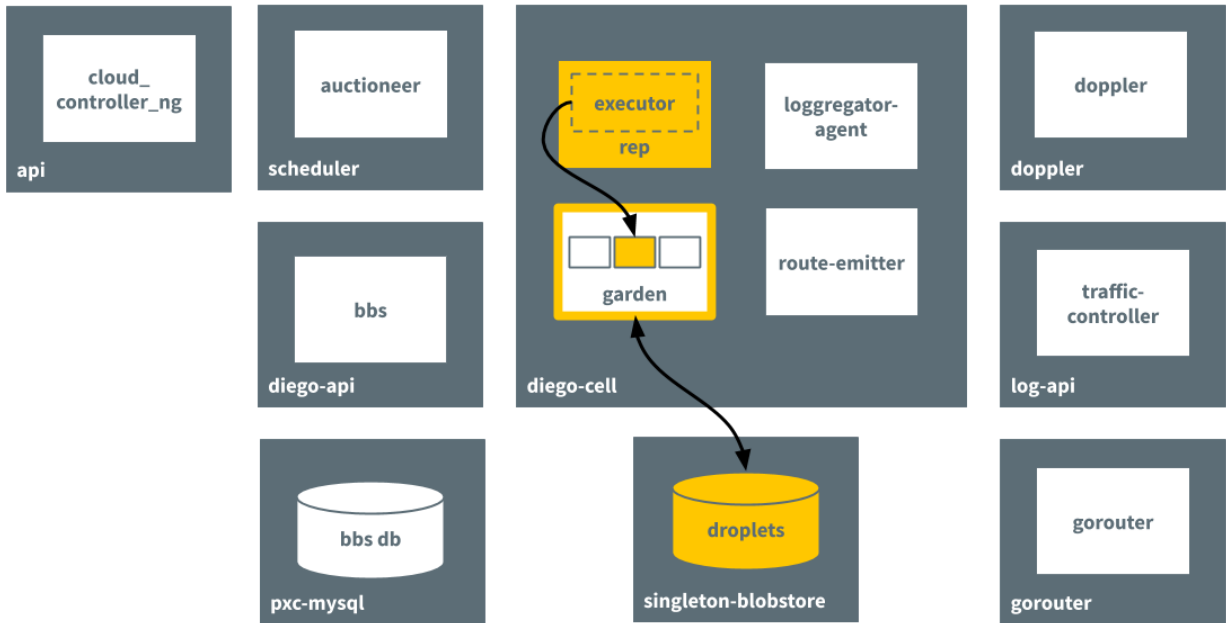 cloud_
controller_ng
api
auctioneer
scheduler
executor
rep
loggregator-
agent
doppler
doppler
bbs
diego-api
garden
route-emitter
diego-cell
traffic-
controller
log-api
bbs db
pxc-mysql
droplets
singleton-blobstore
gorouter
gorouter